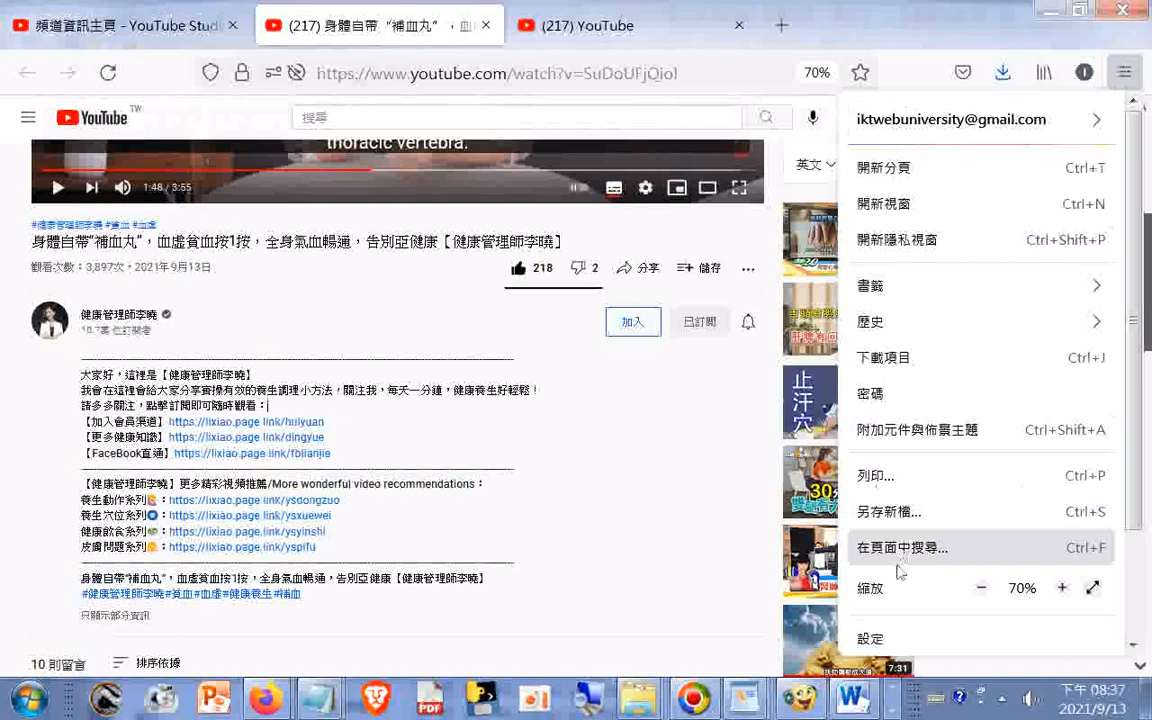 頻道資訊主頁 - YouTube Stud
(217) 身體自帶 “補血丸”，血
(217) YouTube
https://www.youtube.com/watch?v=SuDoUFjQioI
70%
YouTube TW
搜尋
thoracic vertebra.
1:48 / 3:55
英文
#健康管理師李曉 #貧血 #血虛
身體自帶“補血丸”，血虛貧血按1按，全身氣血暢通，告別亞健康【健康管理師李曉】
觀看次數：3,897次 • 2021年9月13日
218
2
分享
儲存
健康管理師李曉
10.7萬 位訂閱者
加入
已訂閱
大家好，這裡是【健康管理師李曉】
我會在這裡會給大家分享實操有效的養生調理小方法，關注我，每天一分鐘，健康養生好輕鬆！
請多多關注，點擊訂閱即可隨時觀看：
【加入會員渠道】https://lixiao.page.link/huiyuan
【更多健康知識】https://lixiao.page.link/dingyue
【FaceBook直通】https://lixiao.page.link/fblianjie
【健康管理師李曉】更多精彩視頻推薦/More wonderful video recommendations：
養生動作系列 https://lixiao.page.link/ysdongzuo
養生穴位系列 https://lixiao.page.link/ysxuewei
健康飲食系列 https://lixiao.page.link/ysyinshi
皮膚問題系列 https://lixiao.page.link/yspifu
身體自帶“補血丸”，血虛貧血按1按，全身氣血暢通，告別亞健康【健康管理師李曉】
#健康管理師李曉#貧血#血虛#健康養生#補血
只顯示部分資訊
10 則留言
排序依據
止汗穴
30
7:31
iktwebuniversity@gmail.com
開新分頁 Ctrl+T
開新視窗 Ctrl+N
開新隱私視窗 Ctrl+Shift+P
書籤
歷史
下載項目 Ctrl+J
密碼
附加元件與佈景主題 Ctrl+Shift+A
列印... Ctrl+P
另存新檔... Ctrl+S
在頁面中搜尋... Ctrl+F
縮放 − 70% +
設定
下午 08:37
2021/9/13